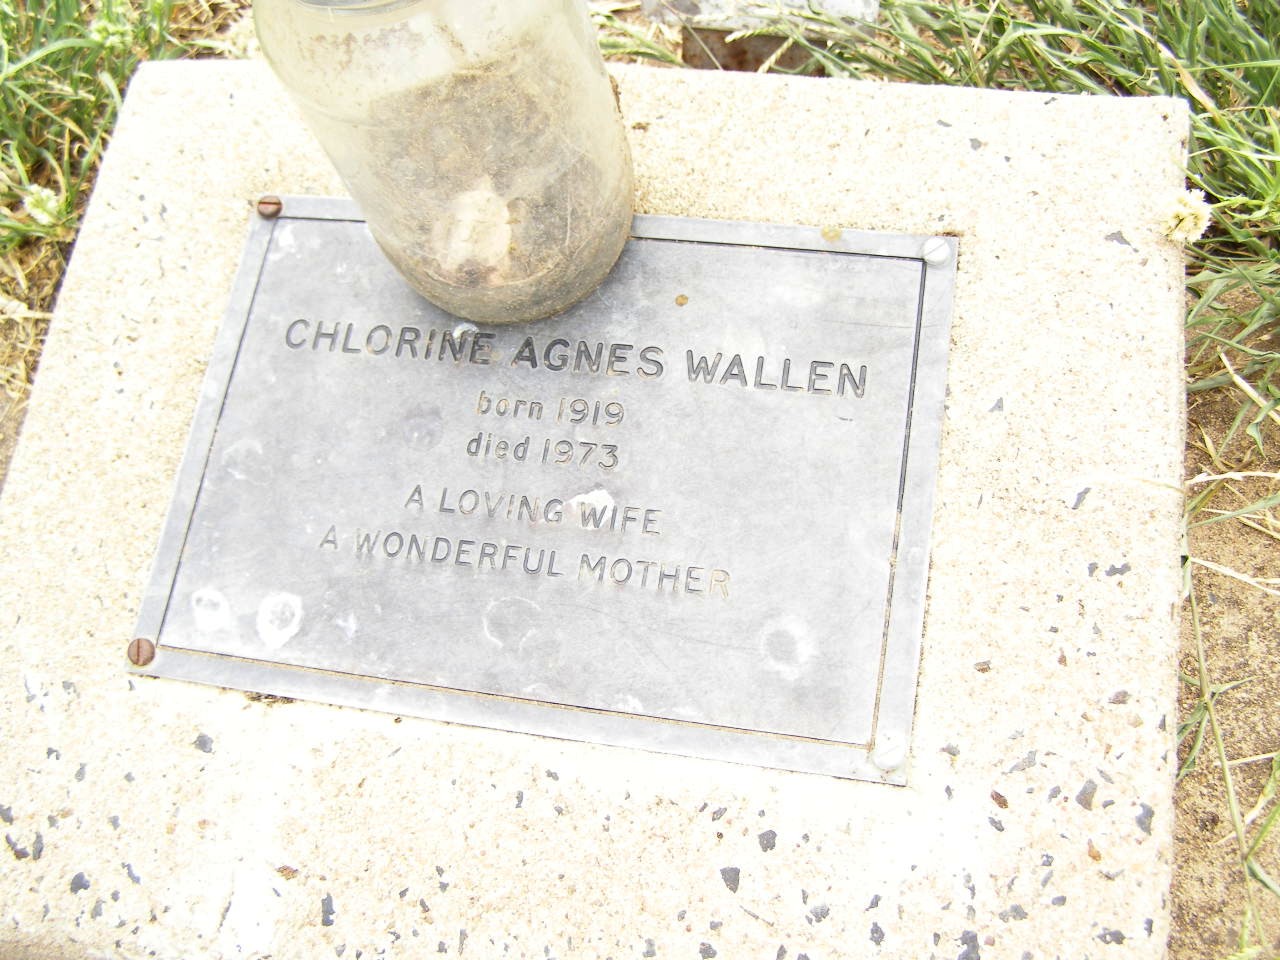 CHLORINE AGNES WALLEN
born 1919
died 1973
A LOVING WIFE
A WONDERFUL MOTHER